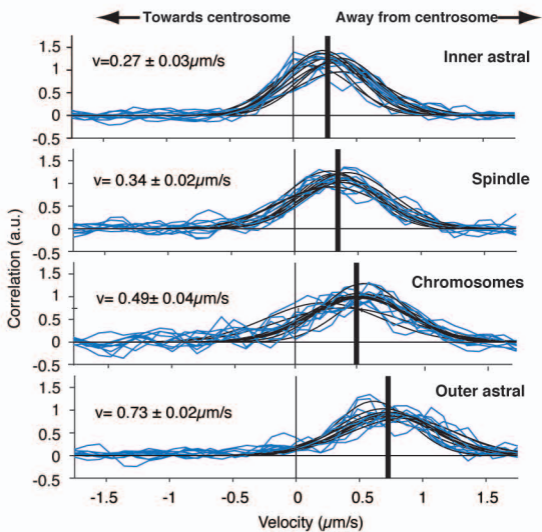 Towards centrosome Away from centrosome
Inner astral
v=0.27 ± 0.03µm/s
1.5
1
0.5
0
-0.5
Spindle
v= 0.34 ± 0.02µm/s
1.5
1
0.5
0
-0.5
Chromosomes
v= 0.49± 0.04µm/s
1.5
1
0.5
0
-0.5
Outer astral
v= 0.73 ± 0.02µm/s
1.5
1
0.5
0
-0.5
Correlation (a.u.)
-1.5 -1 -0.5 0 0.5 1 1.5
Velocity (µm/s)